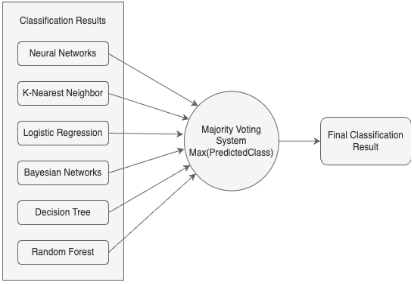 Classification Results
Neural Networks
K-Nearest Neighbor
Logistic Regression
Bayesian Networks
Decision Tree
Random Forest
Majority Voting
System
Max(PredictedClass)
Final Classification
Result